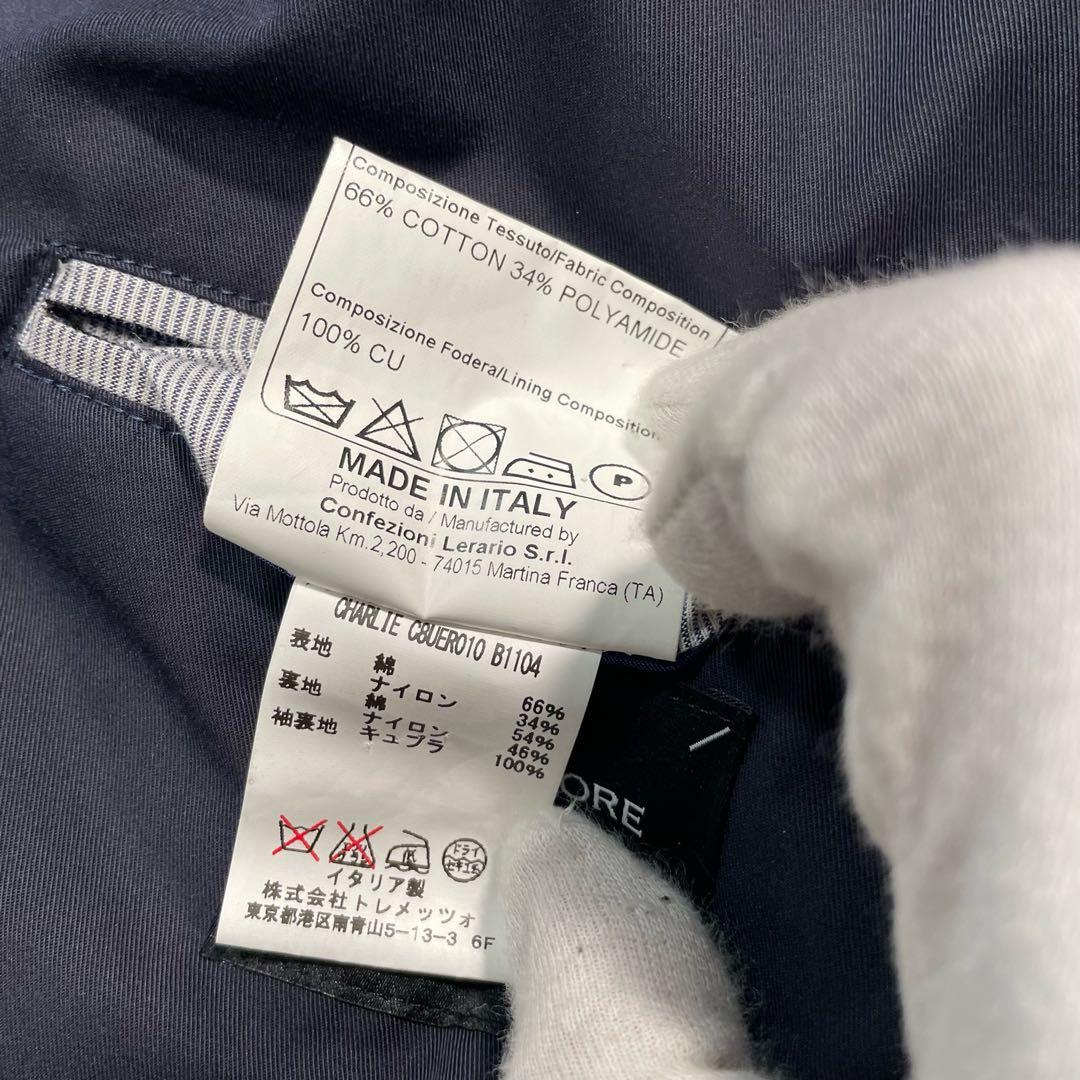 Composizione Tessuto/Fabric Composition
66% COTTON 34% POLYAMIDE
Composizione Fodera/Lining Composition
100% CU
P
MADE IN ITALY
Prodotto da / Manufactured by
Confezioni Lerario S.r.l.
Via Mottola Km.2,200 - 74015 Martina Franca (TA)
CHARLIE C8UER010 B1104
表地 綿 66%
ナイロン 34%
裏地 綿 54%
ナイロン 46%
袖裏地 キュプラ 100%
ドライ
イタリア製
株式会社トレメッツォ
東京都港区南青山5-13-3 6F
ORE